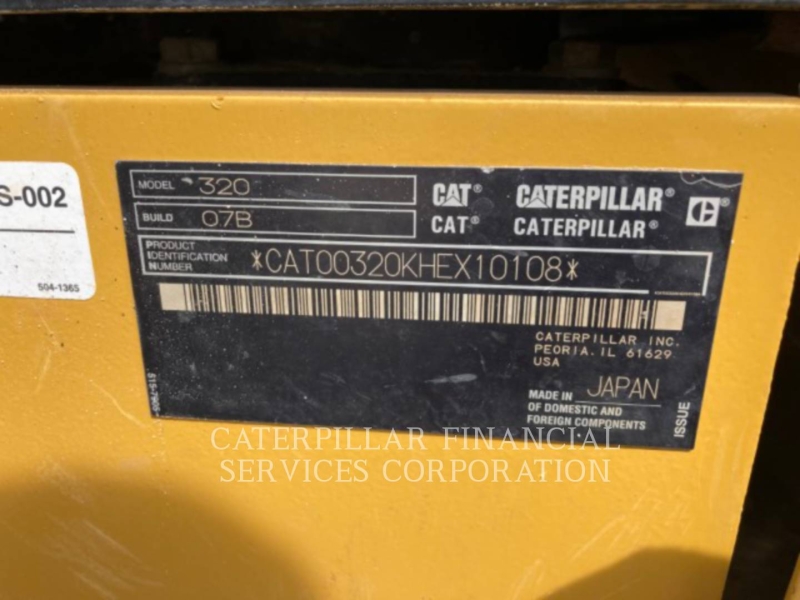 S-002
504-1365
MODEL 320
BUILD 07B
CAT® CATERPILLAR®
CAT® CATERPILLAR®
PRODUCT
IDENTIFICATION
NUMBER
*CAT00320KHEX10108*
CATERPILLAR INC.
PEORIA, IL 61629
USA
MADE IN JAPAN
OF DOMESTIC AND
FOREIGN COMPONENTS
ISSUE
CATERPILLAR FINANCIAL
SERVICES CORPORATION